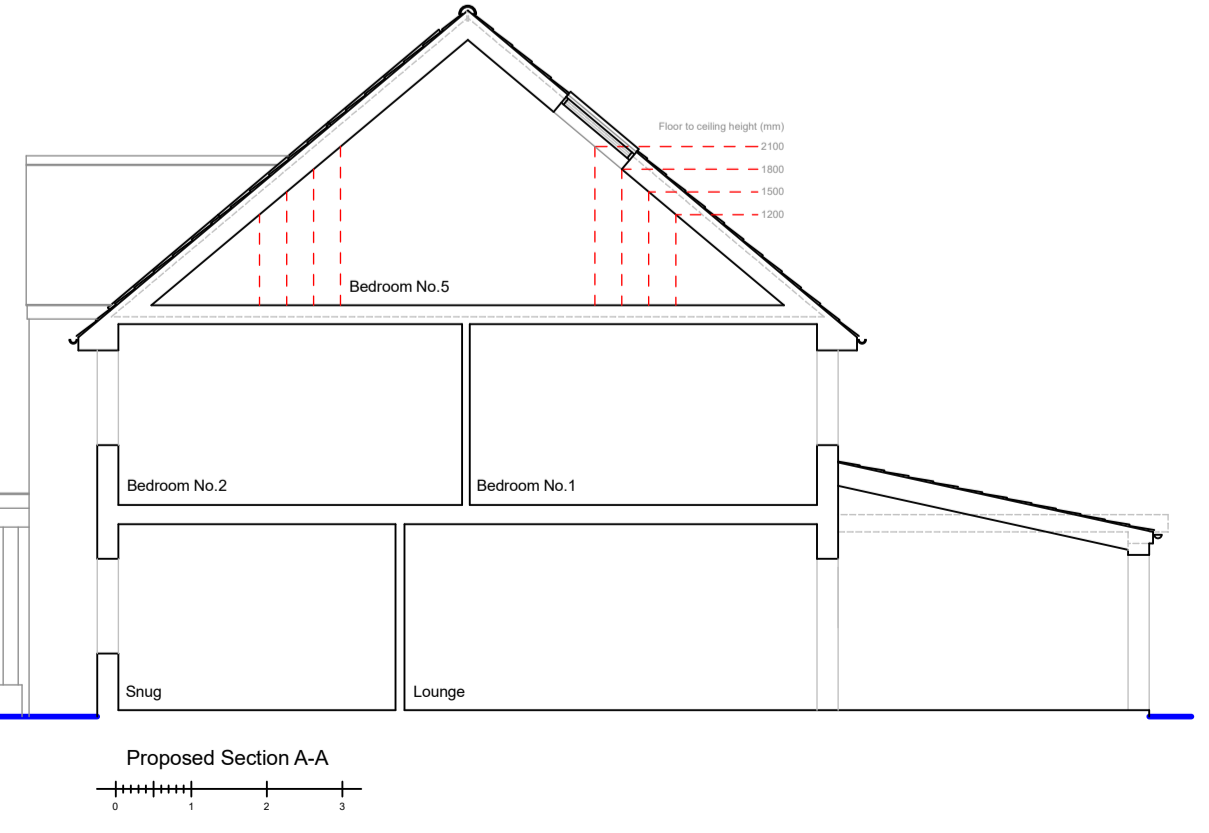 Floor to ceiling height (mm)
2100
1800
1500
1200
Bedroom No.5
Bedroom No.2
Bedroom No.1
Snug
Lounge
Proposed Section A-A
0 1 2 3